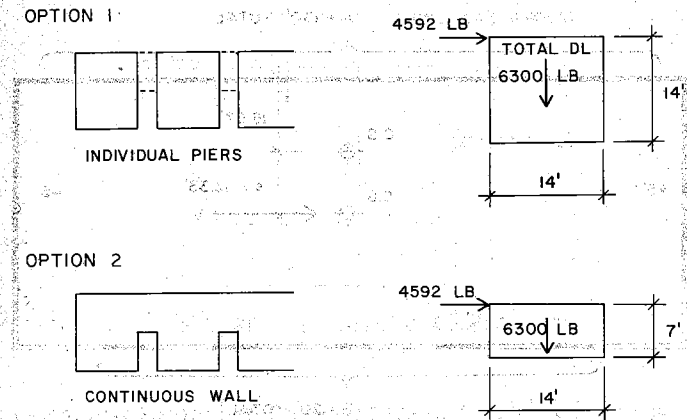 OPTION 1
4592 LB
TOTAL DL
6300 LB
14'
INDIVIDUAL PIERS
14'
OPTION 2
4592 LB
6300 LB
7'
CONTINUOUS WALL
14'